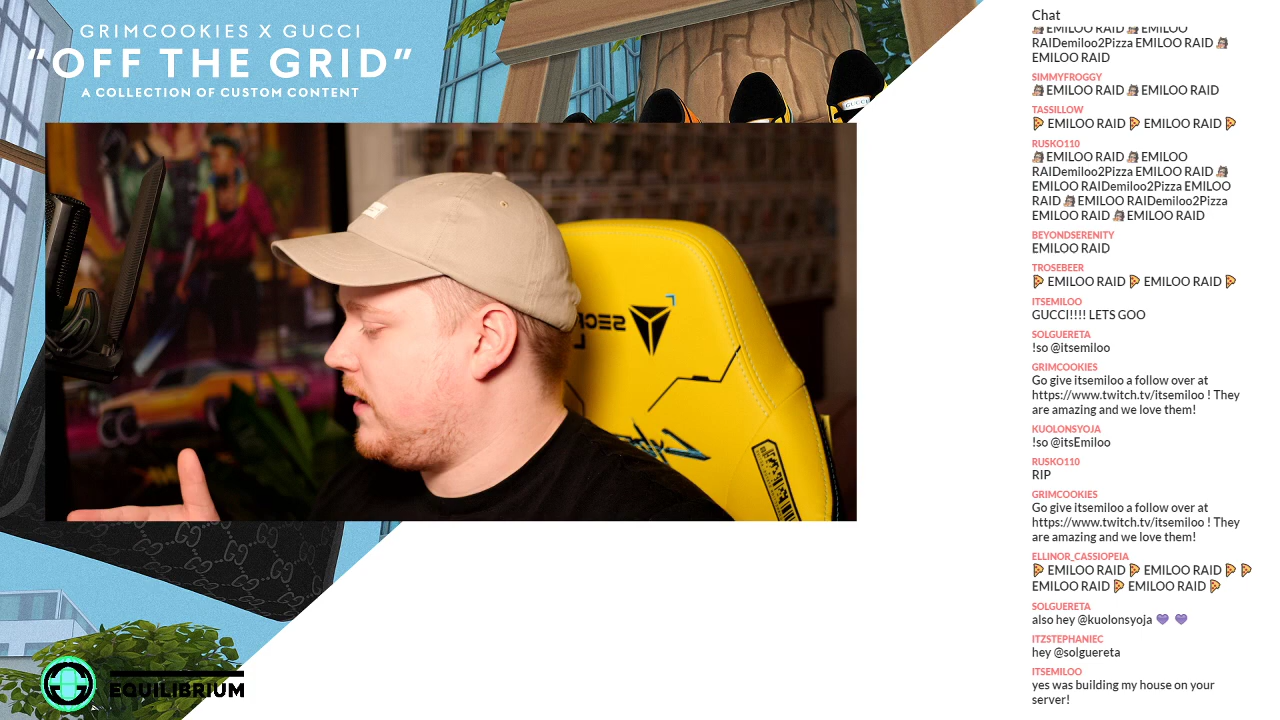 GRIMCOOKIES X GUCCI
“OFF THE GRID”
A COLLECTION OF CUSTOM CONTENT
GUCCI
SECR
EQUILIBRIUM
Chat
EMILOO RAID EMILOO
RAIDemiloo2Pizza EMILOO RAID
EMILOO RAID
SIMMYFROGGY
EMILOO RAID EMILOO RAID
TASSILLOW
EMILOO RAID EMILOO RAID
RUSKO110
EMILOO RAID EMILOO
RAIDemiloo2Pizza EMILOO RAID
EMILOO RAIDemiloo2Pizza EMILOO
RAID EMILOO RAIDemiloo2Pizza
EMILOO RAID EMILOO RAID
BEYONDSERENITY
EMILOO RAID
TROSEBEER
EMILOO RAID EMILOO RAID
ITSEMILOO
GUCCI!!!! LETS GOO
SOLGUERETA
!so @itsemiloo
GRIMCOOKIES
Go give itsemiloo a follow over at
https://www.twitch.tv/itsemiloo ! They
are amazing and we love them!
KUOLONSYOJA
!so @itsEmiloo
RUSKO110
RIP
GRIMCOOKIES
Go give itsemiloo a follow over at
https://www.twitch.tv/itsemiloo ! They
are amazing and we love them!
ELLINOR_CASSIOPEIA
EMILOO RAID EMILOO RAID
EMILOO RAID EMILOO RAID
SOLGUERETA
also hey @kuolonsyoja
ITZSTEPHANIEC
hey @solguereta
ITSEMILOO
yes was building my house on your
server!